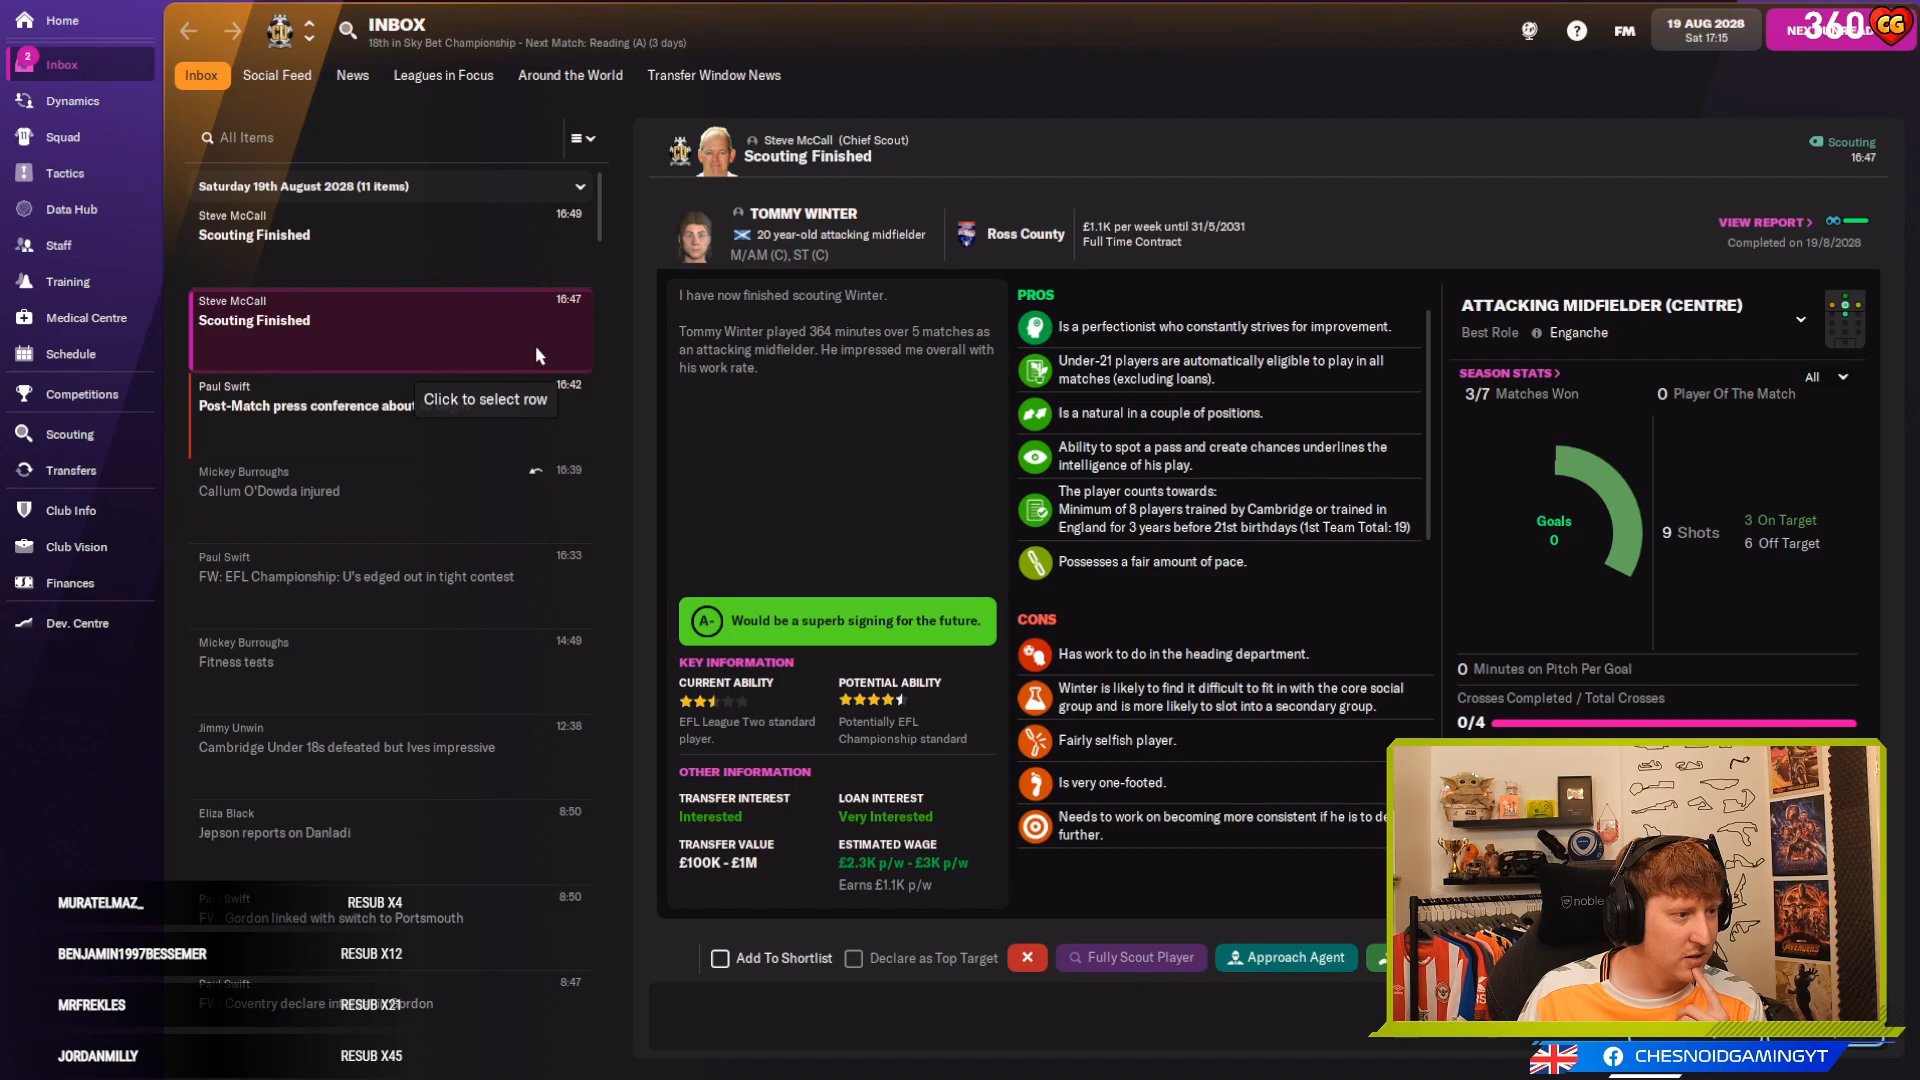 Home
INBOX
18th in Sky Bet Championship - Next Match: Reading (A) (3 days)
FM
19 AUG 2028
Sat 17:15
360
CG
2
Inbox
Dynamics
Squad
Tactics
Data Hub
Staff
Training
Medical Centre
Schedule
Competitions
Scouting
Transfers
Club Info
Club Vision
Finances
Dev. Centre
Inbox
Social Feed
News
Leagues in Focus
Around the World
Transfer Window News
All Items
Saturday 19th August 2028 (11 items)
Steve McCall
16:49
Scouting Finished
Steve McCall
16:47
Scouting Finished
Paul Swift
16:42
Post-Match press conference about
Click to select row
Mickey Burroughs
16:39
Callum O'Dowda injured
Paul Swift
16:33
FW: EFL Championship: U's edged out in tight contest
Mickey Burroughs
14:49
Fitness tests
Jimmy Unwin
12:38
Cambridge Under 18s defeated but Ives impressive
Eliza Black
8:50
Jepson reports on Danladi
Paul Swift
8:50
FW: Gordon linked with switch to Portsmouth
Paul Swift
8:47
FW: Coventry declare
MURATELMAZ_ RESUB X4
BENJAMIN1997BESSEMER RESUB X12
MRFREKLES RESUB X21
JORDANMILLY RESUB X45
Steve McCall (Chief Scout)
Scouting Finished
Scouting
16:47
TOMMY WINTER
20 year-old attacking midfielder
M/AM (C), ST (C)
Ross County
£1.1K per week until 31/5/2031
Full Time Contract
VIEW REPORT >
Completed on 19/8/2028
I have now finished scouting Winter.
Tommy Winter played 364 minutes over 5 matches as
an attacking midfielder. He impressed me overall with
his work rate.
A-
Would be a superb signing for the future.
KEY INFORMATION
CURRENT ABILITY
EFL League Two standard
player.
POTENTIAL ABILITY
Potentially EFL
Championship standard
OTHER INFORMATION
TRANSFER INTEREST
Interested
LOAN INTEREST
Very Interested
TRANSFER VALUE
£100K - £1M
ESTIMATED WAGE
£2.3K p/w - £3K p/w
Earns £1.1K p/w
PROS
Is a perfectionist who constantly strives for improvement.
Under-21 players are automatically eligible to play in all
matches (excluding loans).
Is a natural in a couple of positions.
Ability to spot a pass and create chances underlines the
intelligence of his play.
The player counts towards:
Minimum of 8 players trained by Cambridge or trained in
England for 3 years before 21st birthdays (1st Team Total: 19)
Possesses a fair amount of pace.
CONS
Has work to do in the heading department.
Winter is likely to find it difficult to fit in with the core social
group and is more likely to slot into a secondary group.
Fairly selfish player.
Is very one-footed.
Needs to work on becoming more consistent if he is to de
further.
ATTACKING MIDFIELDER (CENTRE)
Best Role Enganche
SEASON STATS >
All
3/7 Matches Won
0 Player Of The Match
Goals
0
9 Shots
3 On Target
6 Off Target
0 Minutes on Pitch Per Goal
Crosses Completed / Total Crosses
0/4
Add To Shortlist
Declare as Top Target
Fully Scout Player
Approach Agent
noble
AVENGERS
CHESNOIDGAMINGYT